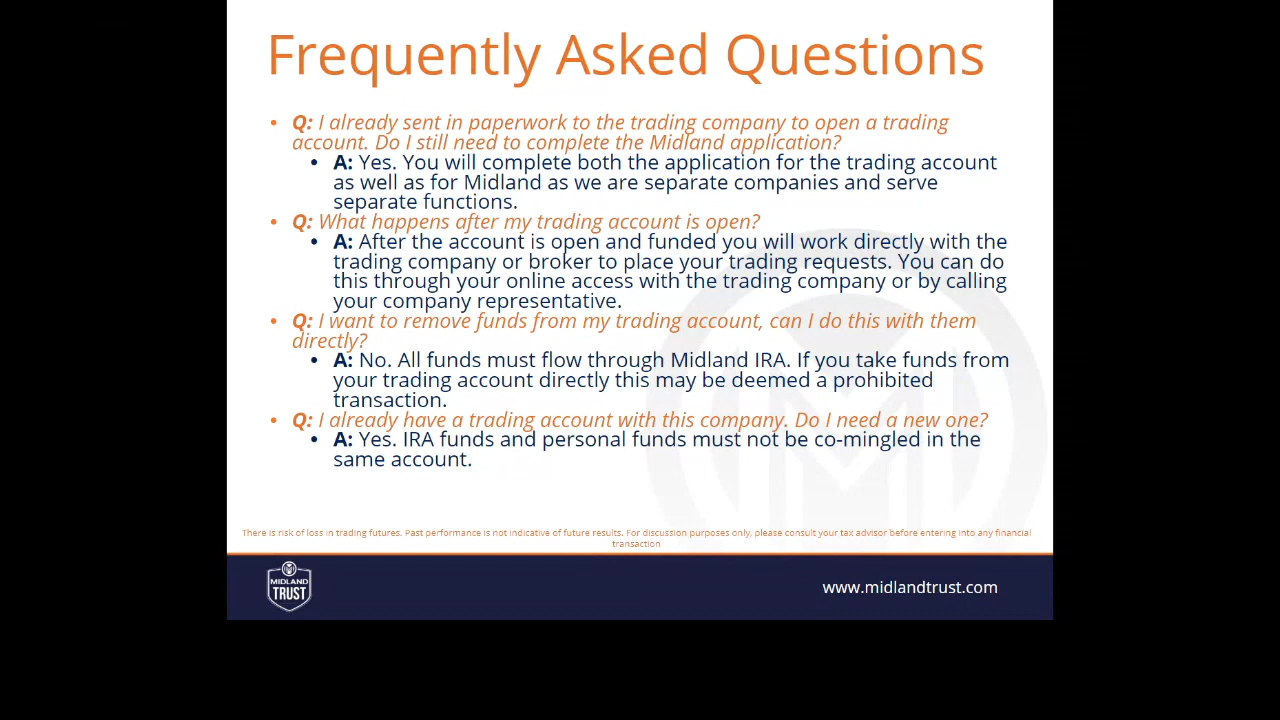 Frequently Asked Questions
• Q: I already sent in paperwork to the trading company to open a trading
account. Do I still need to complete the Midland application?
• A: Yes. You will complete both the application for the trading account
as well as for Midland as we are separate companies and serve
separate functions.
• Q: What happens after my trading account is open?
• A: After the account is open and funded you will work directly with the
trading company or broker to place your trading requests. You can do
this through your online access with the trading company or by calling
your company representative.
• Q: I want to remove funds from my trading account, can I do this with them
directly?
• A: No. All funds must flow through Midland IRA. If you take funds from
your trading account directly this may be deemed a prohibited
transaction.
• Q: I already have a trading account with this company. Do I need a new one?
• A: Yes. IRA funds and personal funds must not be co-mingled in the
same account.
There is risk of loss in trading futures. Past performance is not indicative of future results. For discussion purposes only, please consult your tax advisor before entering into any financial
transaction
MIDLAND
TRUST
www.midlandtrust.com